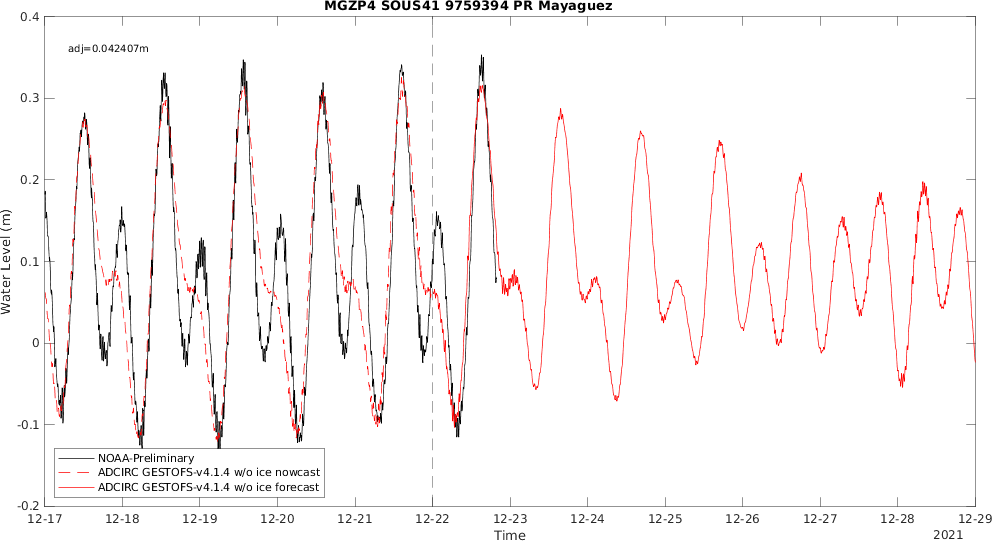 MGZP4 SOUS41 9759394 PR Mayaguez
adj=0.042407m
Water Level (m)
0.4
0.3
0.2
0.1
0
-0.1
-0.2
NOAA-Preliminary
ADCIRC GESTOFS-v4.1.4 w/o ice nowcast
ADCIRC GESTOFS-v4.1.4 w/o ice forecast
12-17 12-18 12-19 12-20 12-21 12-22 12-23 12-24 12-25 12-26 12-27 12-28 12-29
Time
2021